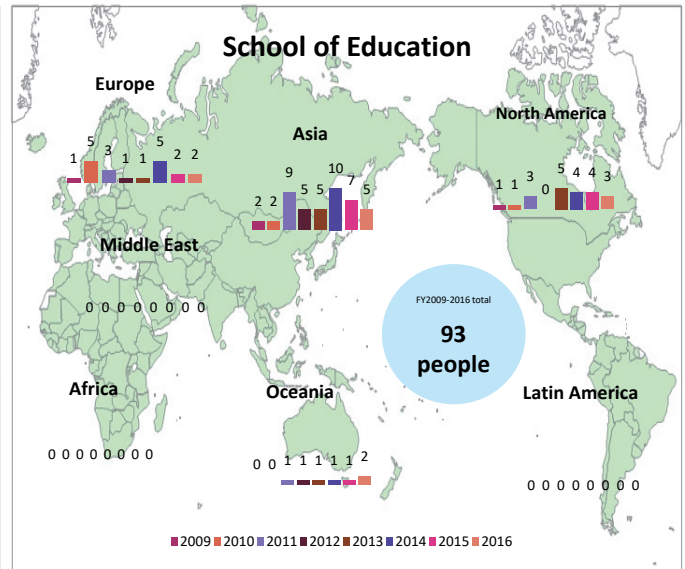 School of Education
Europe
1 5 3 1 1 5 2 2
Asia
2 2 9 5 5 10 7 5
North America
1 1 3 0 5 4 4 3
Middle East
0 0 0 0 0 0 0 0
FY2009-2016 total
93
people
Africa
0 0 0 0 0 0 0 0
Oceania
0 0 1 1 1 1 1 2
Latin America
0 0 0 0 0 0 0 0
2009 2010 2011 2012 2013 2014 2015 2016